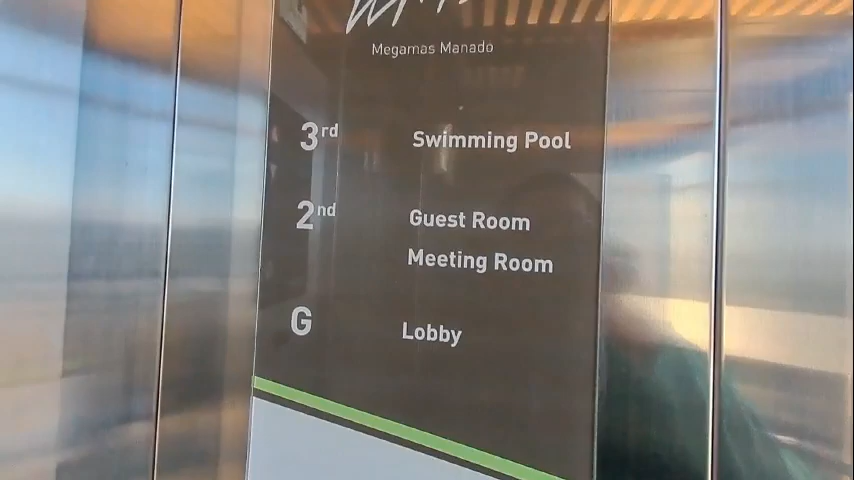 Megamas Manado
3rd Swimming Pool
2nd Guest Room
Meeting Room
G Lobby